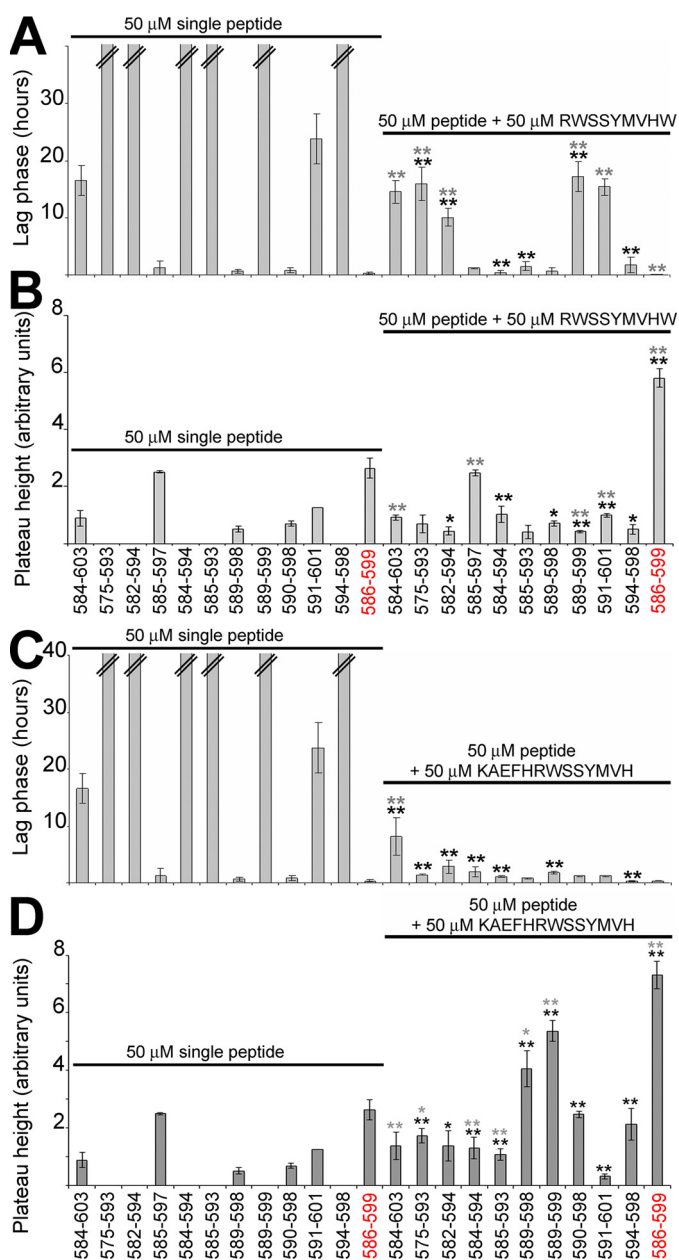 A
50 µM single peptide
Lag phase (hours)
30
20
10
50 µM peptide + 50 µM RWSSYMVHW
** ** ** ** ** ** ** ** ** ** ** ** **
B
50 µM peptide + 50 µM RWSSYMVHW
Plateau height (arbitrary units)
8
6
4
2
50 µM single peptide
** * ** ** * ** ** ** ** * ** **
584-603 575-593 582-594 585-597 584-594 585-593 589-598 589-599 590-598 591-601 594-598 586-599 584-603 575-593 582-594 585-597 584-594 585-593 589-598 589-599 591-601 594-598 586-599
C
50 µM single peptide
Lag phase (hours)
40
30
20
10
50 µM peptide
+ 50 µM KAEFHRWSSYMVH
** ** ** ** ** ** ** **
D
50 µM peptide
+ 50 µM KAEFHRWSSYMVH
Plateau height (arbitrary units)
8
6
4
2
50 µM single peptide
** * ** * ** ** ** ** * ** ** ** ** ** ** ** **
584-603 575-593 582-594 585-597 584-594 585-593 589-598 589-599 590-598 591-601 594-598 586-599 584-603 575-593 582-594 584-594 585-593 589-598 589-599 590-598 591-601 594-598 586-599